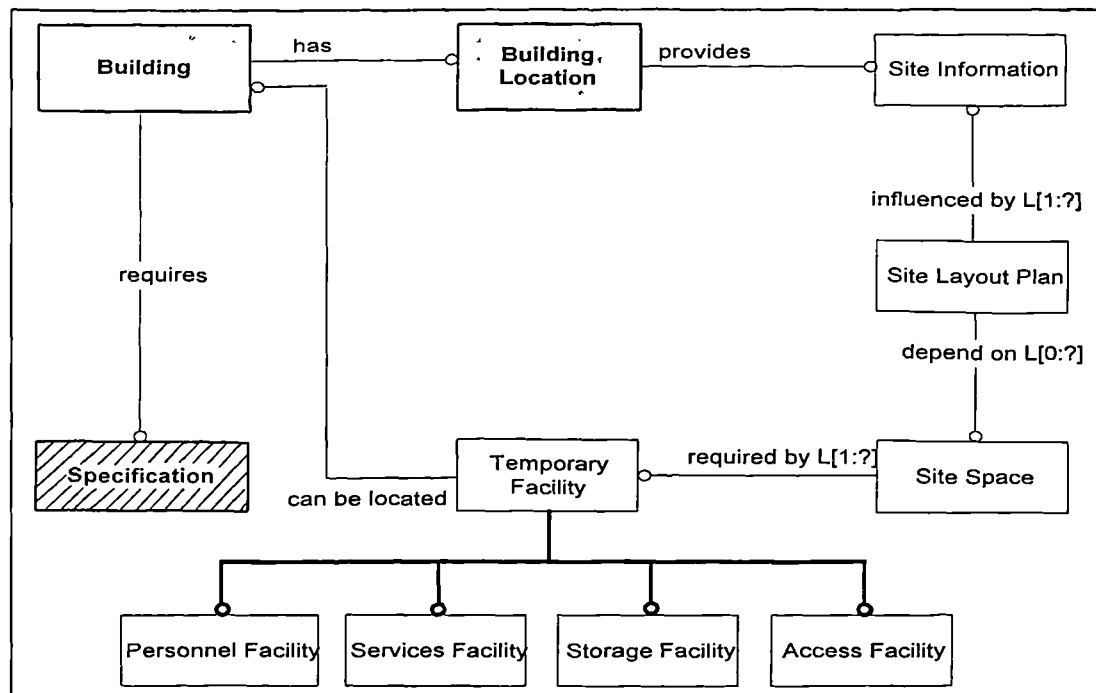 has
Building
Building
Location
provides
Site Information
influenced by L[1:?]
requires
Site Layout Plan
depend on L[0:?]
Specification
Temporary
Facility
required by L[1:?]
Site Space
can be located
Personnel Facility
Services Facility
Storage Facility
Access Facility